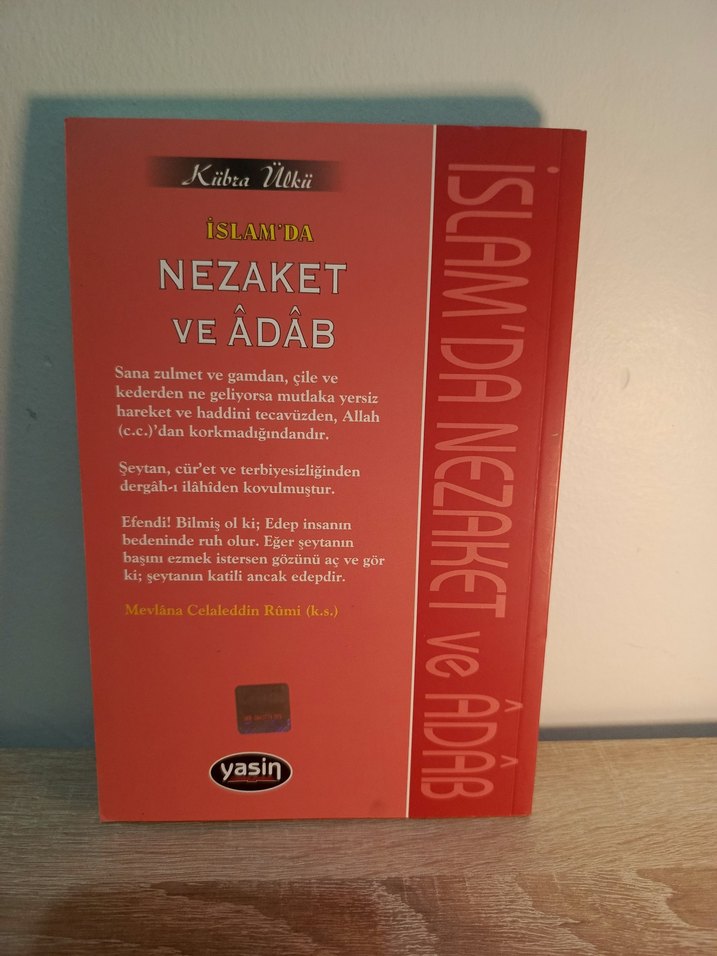 Kübra Ülkü
İSLAM'DA
NEZAKET
VE ÂDÂB
Sana zulmet ve gamdan, çile ve
kederden ne geliyorsa mutlaka yersiz
hareket ve haddini tecavüzden, Allah
(c.c.)'dan korkmadığındandır.
Şeytan, cür'et ve terbiyesizliğinden
dergâh-ı ilâhiden kovulmuştur.
Efendi! Bilmiş ol ki; Edep insanın
bedeninde ruh olur. Eğer şeytanın
başını ezmek istersen gözünü aç ve gör
ki; şeytanın katili ancak edepdir.
Mevlâna Celaleddin Rûmi (k.s.)
yasin
İSLAM'DA NEZAKET ve ÂDÂB